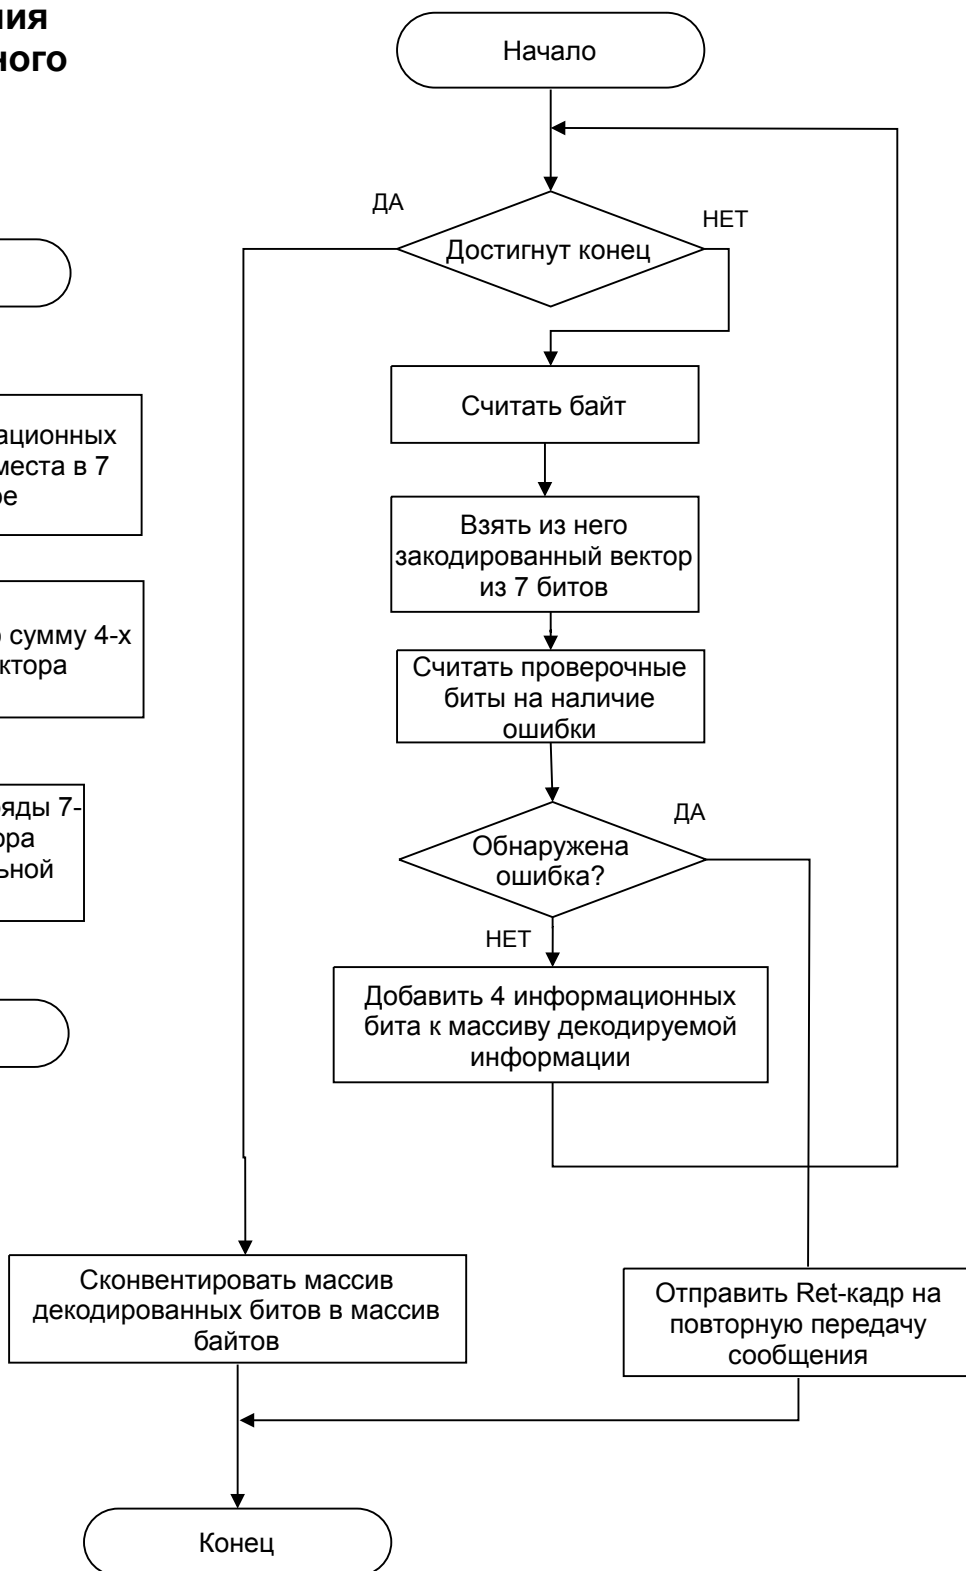 ния
ного
Начало
ДА
НЕТ
Достигнут конец
Считать байт
ационных
места в 7
ре
Взять из него
закодированный вектор
из 7 битов
о сумму 4-х
ктора
Считать проверочные
биты на наличие
ошибки
ряды 7-
ора
ьной
Обнаружена
ошибка?
ДА
НЕТ
Добавить 4 информационных
бита к массиву декодируемой
информации
Сконвентировать массив
декодированных битов в массив
байтов
Отправить Ret-кадр на
повторную передачу
сообщения
Конец